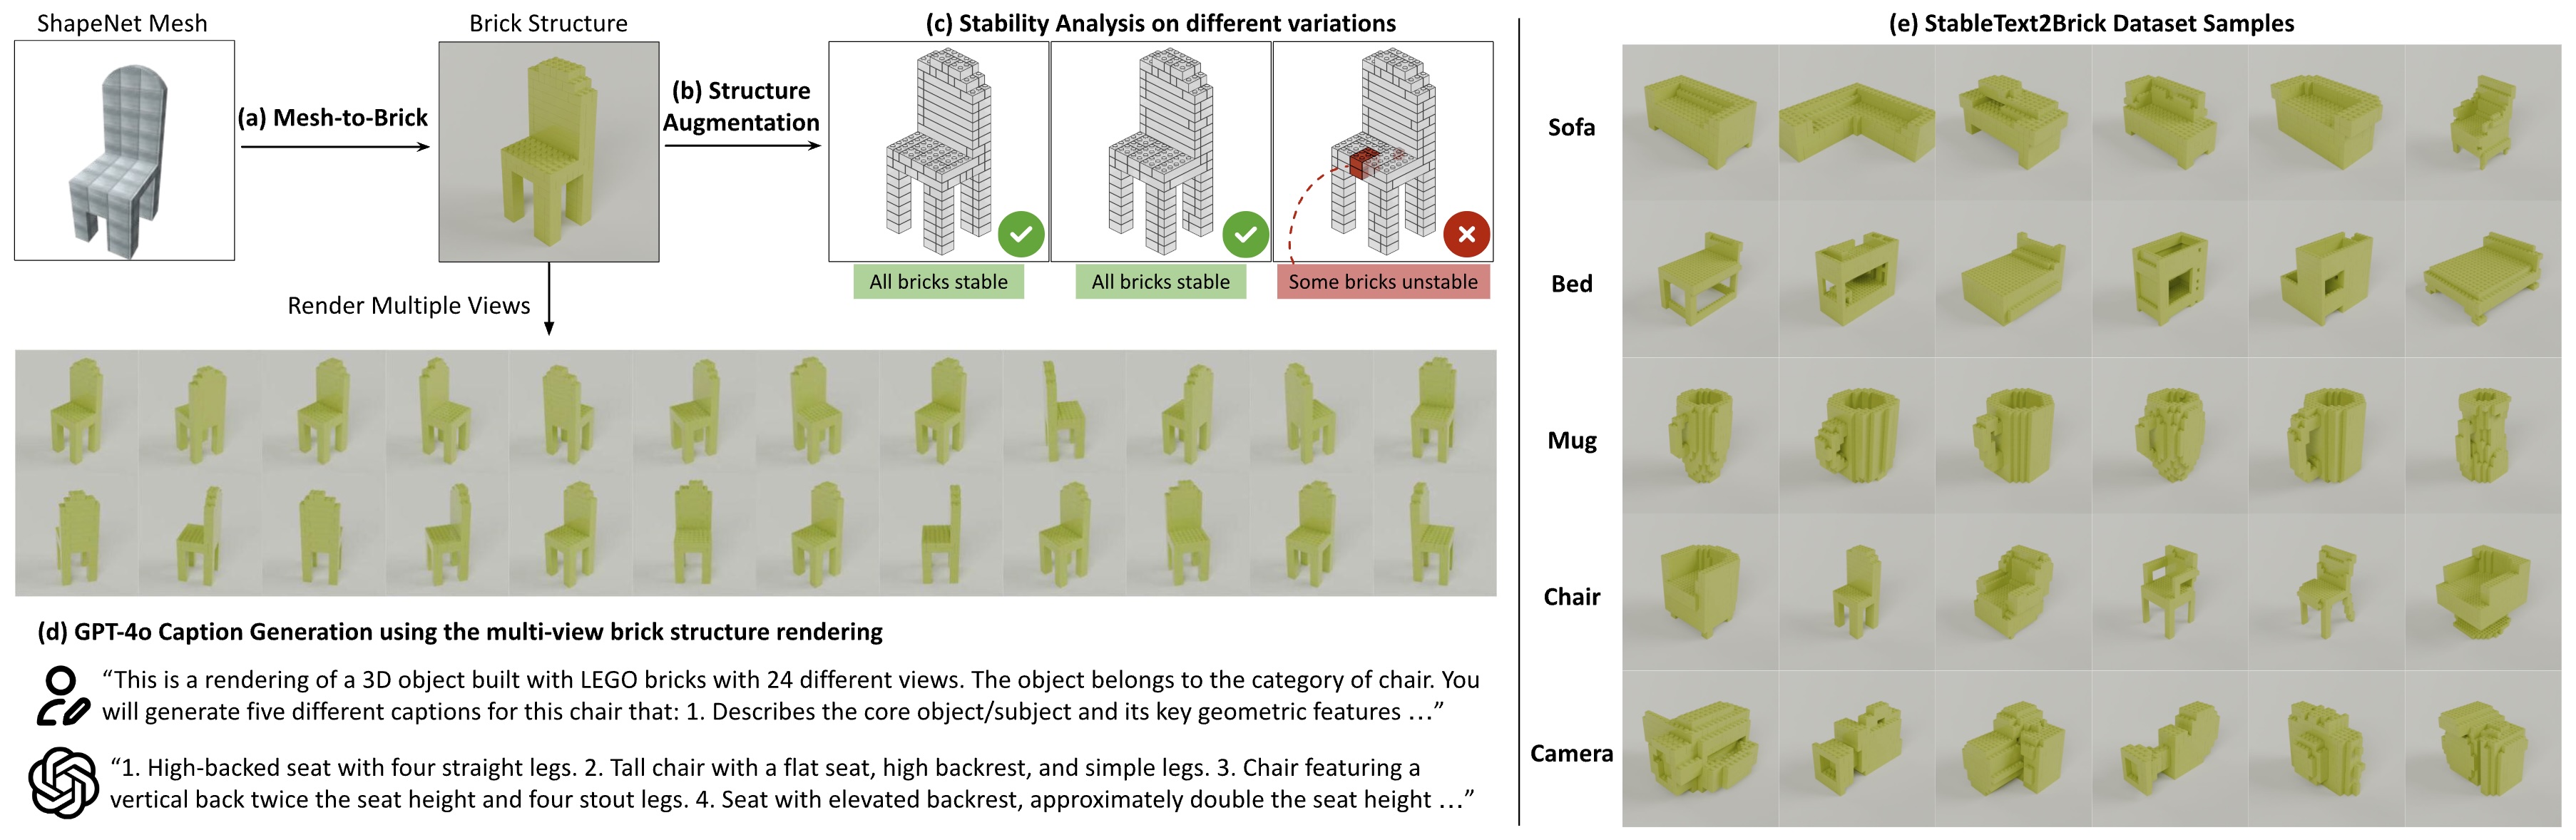 ShapeNet Mesh
(a) Mesh-to-Brick
Brick Structure
(b) Structure
Augmentation
(c) Stability Analysis on different variations
All bricks stable
All bricks stable
Some bricks unstable
Render Multiple Views
(d) GPT-4o Caption Generation using the multi-view brick structure rendering
“This is a rendering of a 3D object built with LEGO bricks with 24 different views. The object belongs to the category of chair. You
will generate five different captions for this chair that: 1. Describes the core object/subject and its key geometric features …”
“1. High-backed seat with four straight legs. 2. Tall chair with a flat seat, high backrest, and simple legs. 3. Chair featuring a
vertical back twice the seat height and four stout legs. 4. Seat with elevated backrest, approximately double the seat height …”
(e) StableText2Brick Dataset Samples
Sofa
Bed
Mug
Chair
Camera